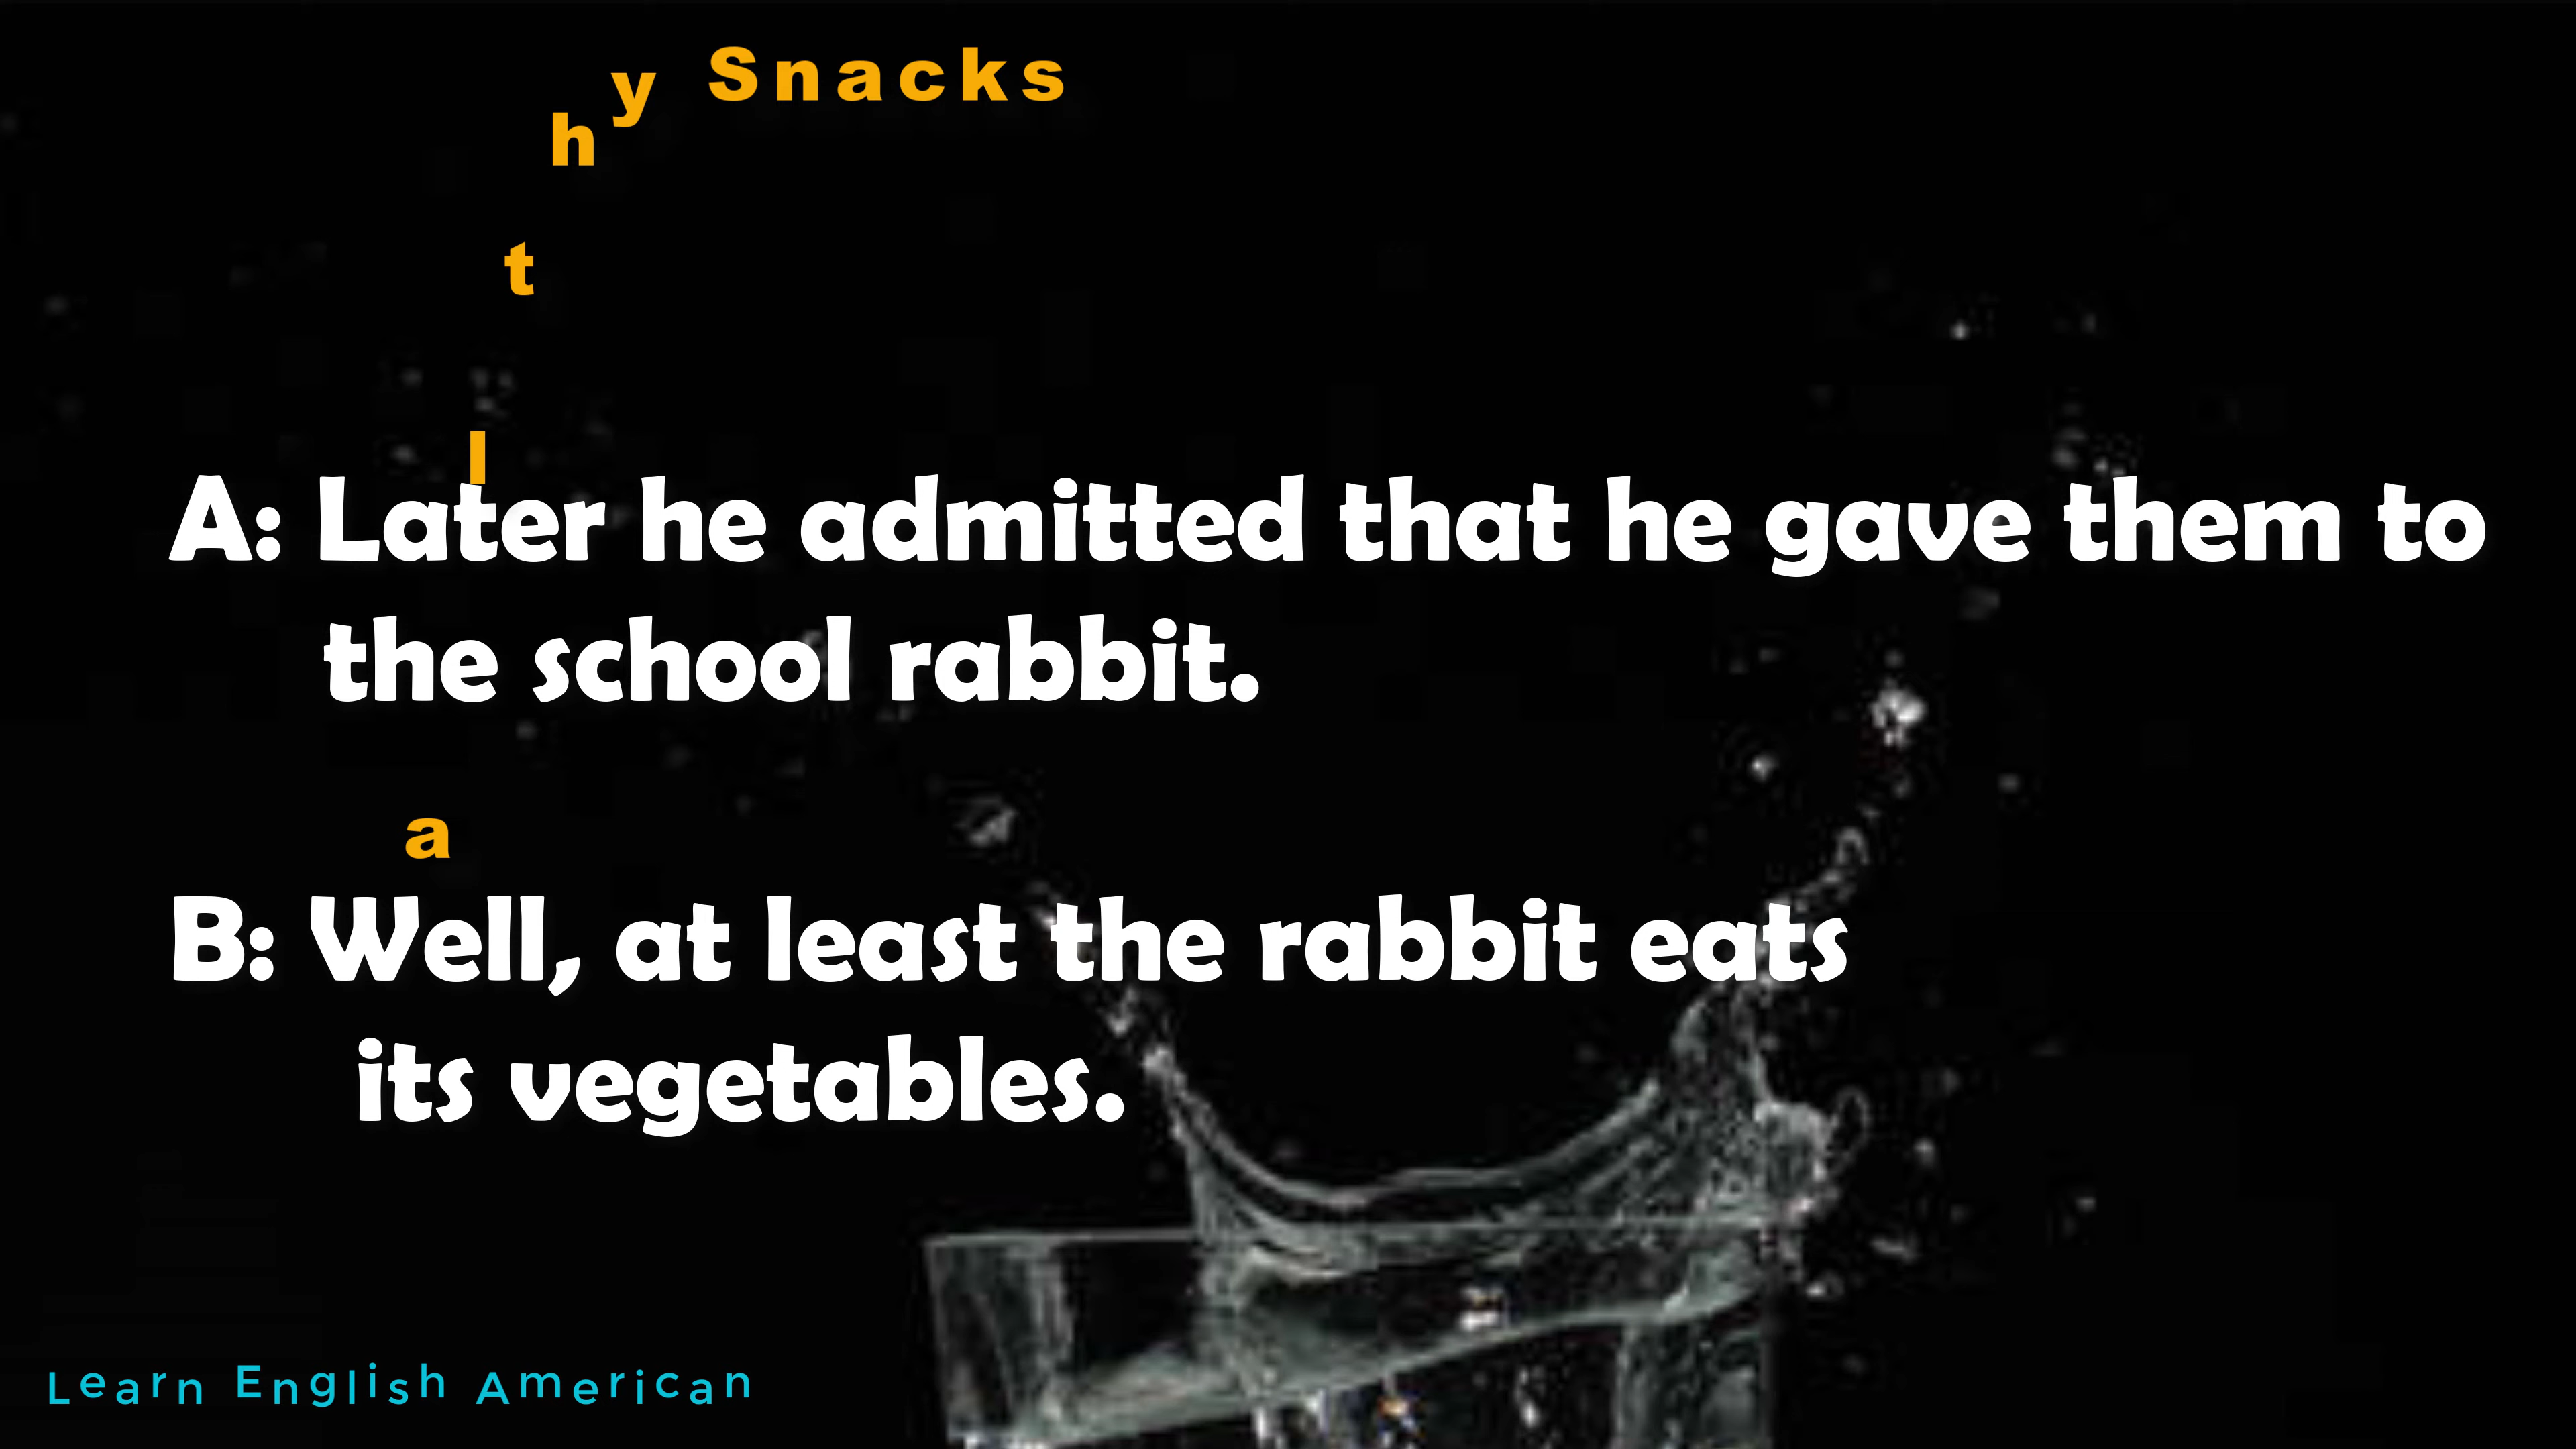 althy Snacks
A: Later he admitted that he gave them to
the school rabbit.
B: Well, at least the rabbit eats
its vegetables.
Learn English American